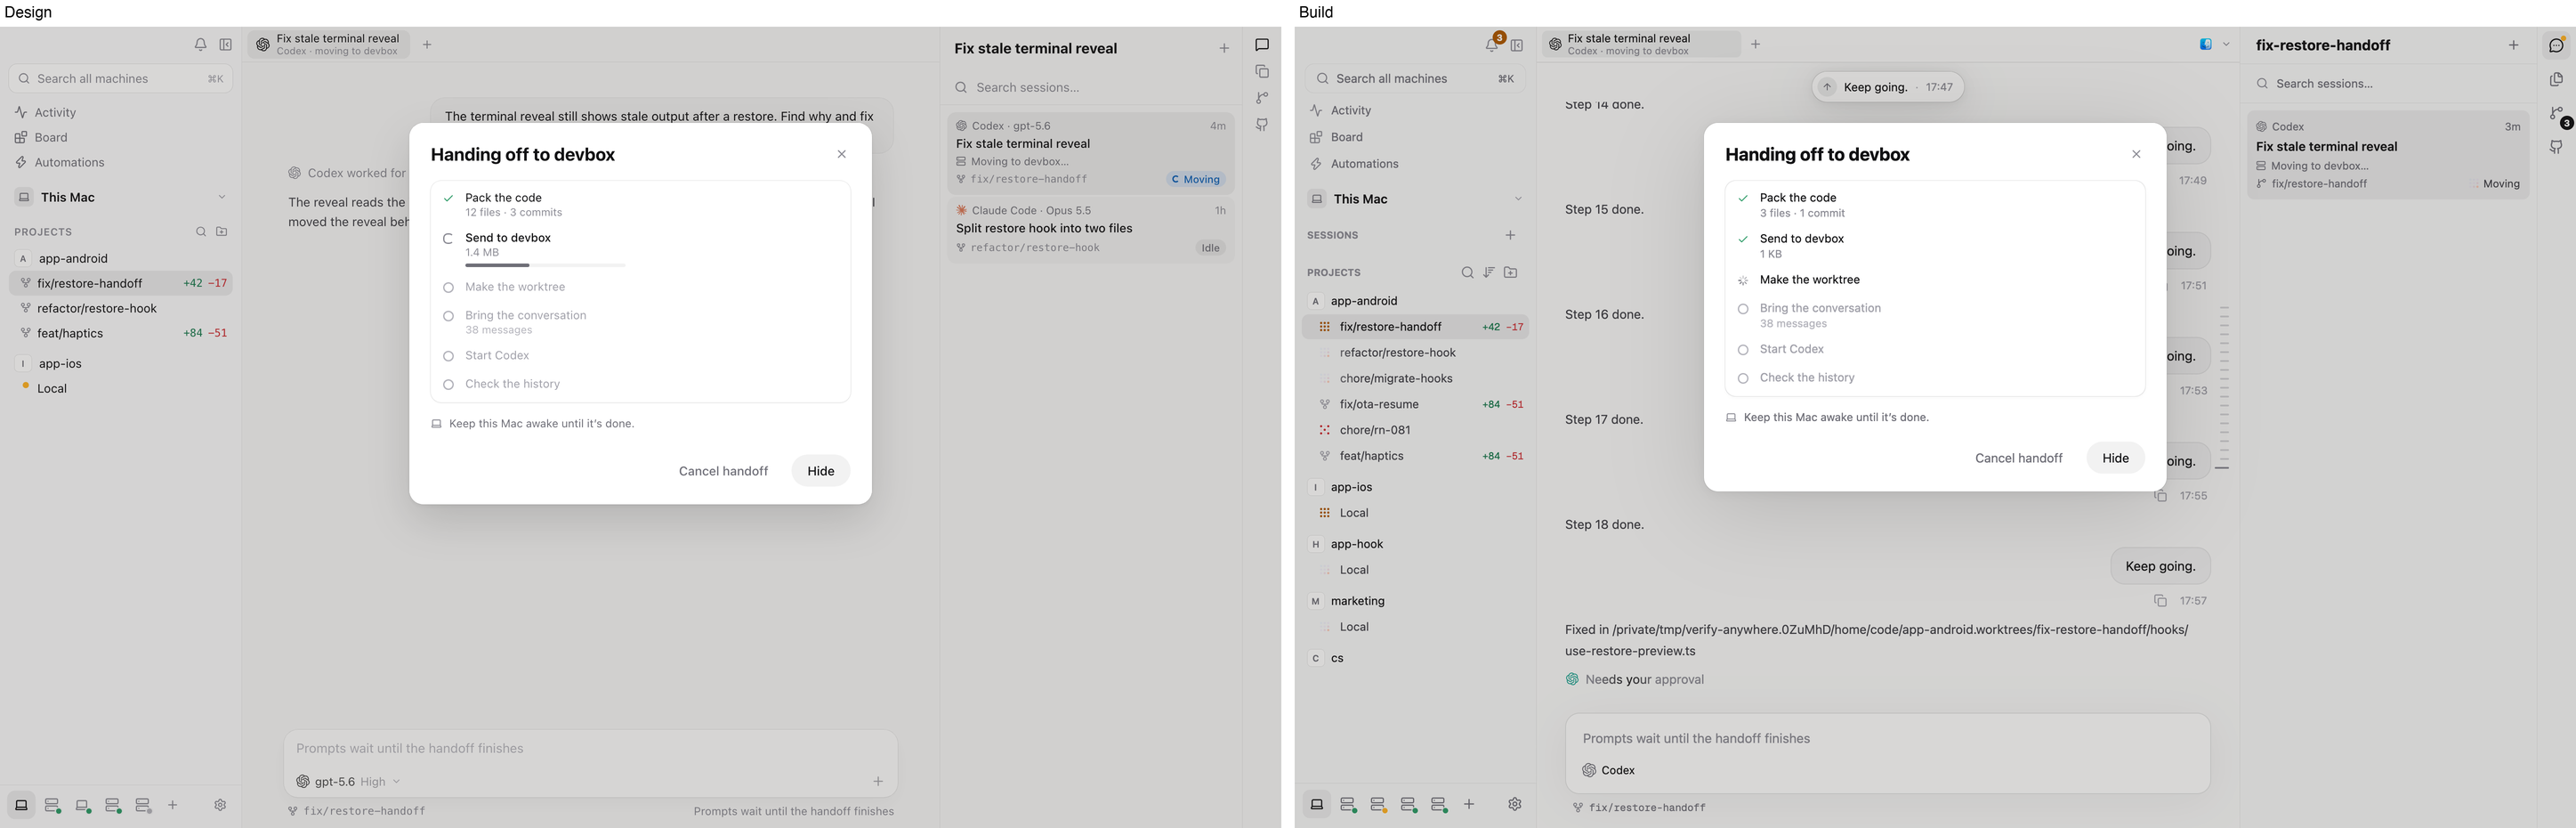 Design
Fix stale terminal reveal
Codex · moving to devbox
Search all machines ⌘K
Activity
Board
Automations
This Mac
PROJECTS
A app-android
fix/restore-handoff +42 −17
refactor/restore-hook
feat/haptics +84 −51
I app-ios
Local
The terminal reveal still shows stale output after a restore. Find why and fix
Codex worked for
The reveal reads the
moved the reveal beh
Handing off to devbox
Pack the code
12 files · 3 commits
Send to devbox
1.4 MB
Make the worktree
Bring the conversation
38 messages
Start Codex
Check the history
Keep this Mac awake until it's done.
Cancel handoff Hide
Prompts wait until the handoff finishes
gpt-5.6 High
fix/restore-handoff Prompts wait until the handoff finishes
Fix stale terminal reveal
Search sessions...
Codex · gpt-5.6 4m
Fix stale terminal reveal
Moving to devbox...
fix/restore-handoff Moving
Claude Code · Opus 5.5 1h
Split restore hook into two files
refactor/restore-hook Idle
Build
3
Fix stale terminal reveal
Codex · moving to devbox
Search all machines ⌘K
Activity
Board
Automations
This Mac
SESSIONS
PROJECTS
A app-android
fix/restore-handoff +42 −17
refactor/restore-hook
chore/migrate-hooks
fix/ota-resume +84 −51
chore/rn-081
feat/haptics +84 −51
I app-ios
Local
H app-hook
Local
M marketing
Local
C cs
Keep going. · 17:47
Step 14 done.
oing.
17:49
Step 15 done.
oing.
17:51
Step 16 done.
oing.
17:53
Step 17 done.
oing.
17:55
Step 18 done.
Keep going.
17:57
Fixed in /private/tmp/verify-anywhere.0ZuMhD/home/code/app-android.worktrees/fix-restore-handoff/hooks/
use-restore-preview.ts
Needs your approval
Prompts wait until the handoff finishes
Codex
fix/restore-handoff
Handing off to devbox
Pack the code
3 files · 1 commit
Send to devbox
1 KB
Make the worktree
Bring the conversation
38 messages
Start Codex
Check the history
Keep this Mac awake until it's done.
Cancel handoff Hide
fix-restore-handoff
Search sessions...
Codex 3m
Fix stale terminal reveal
Moving to devbox...
fix/restore-handoff Moving
3